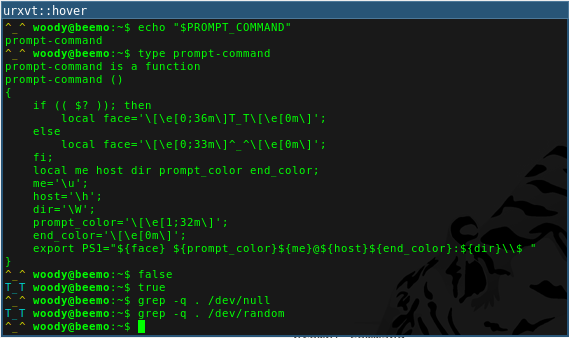 urxvt::hover
^_^ woody@beemo:~$ echo "$PROMPT_COMMAND"
prompt-command
^_^ woody@beemo:~$ type prompt-command
prompt-command is a function
prompt-command ()
{
    if (( $? )); then
        local face='\[\e[0;36m\]T_T\[\e[0m\]';
    else
        local face='\[\e[0;33m\]^_^\[\e[0m\]';
    fi;
    local me host dir prompt_color end_color;
    me='\u';
    host='\h';
    dir='\W';
    prompt_color='\[\e[1;32m\]';
    end_color='\[\e[0m\]';
    export PS1="${face} ${prompt_color}${me}@${host}${end_color}:${dir}\\$ "
}
^_^ woody@beemo:~$ false
T_T woody@beemo:~$ true
^_^ woody@beemo:~$ grep -q . /dev/null
T_T woody@beemo:~$ grep -q . /dev/random
^_^ woody@beemo:~$